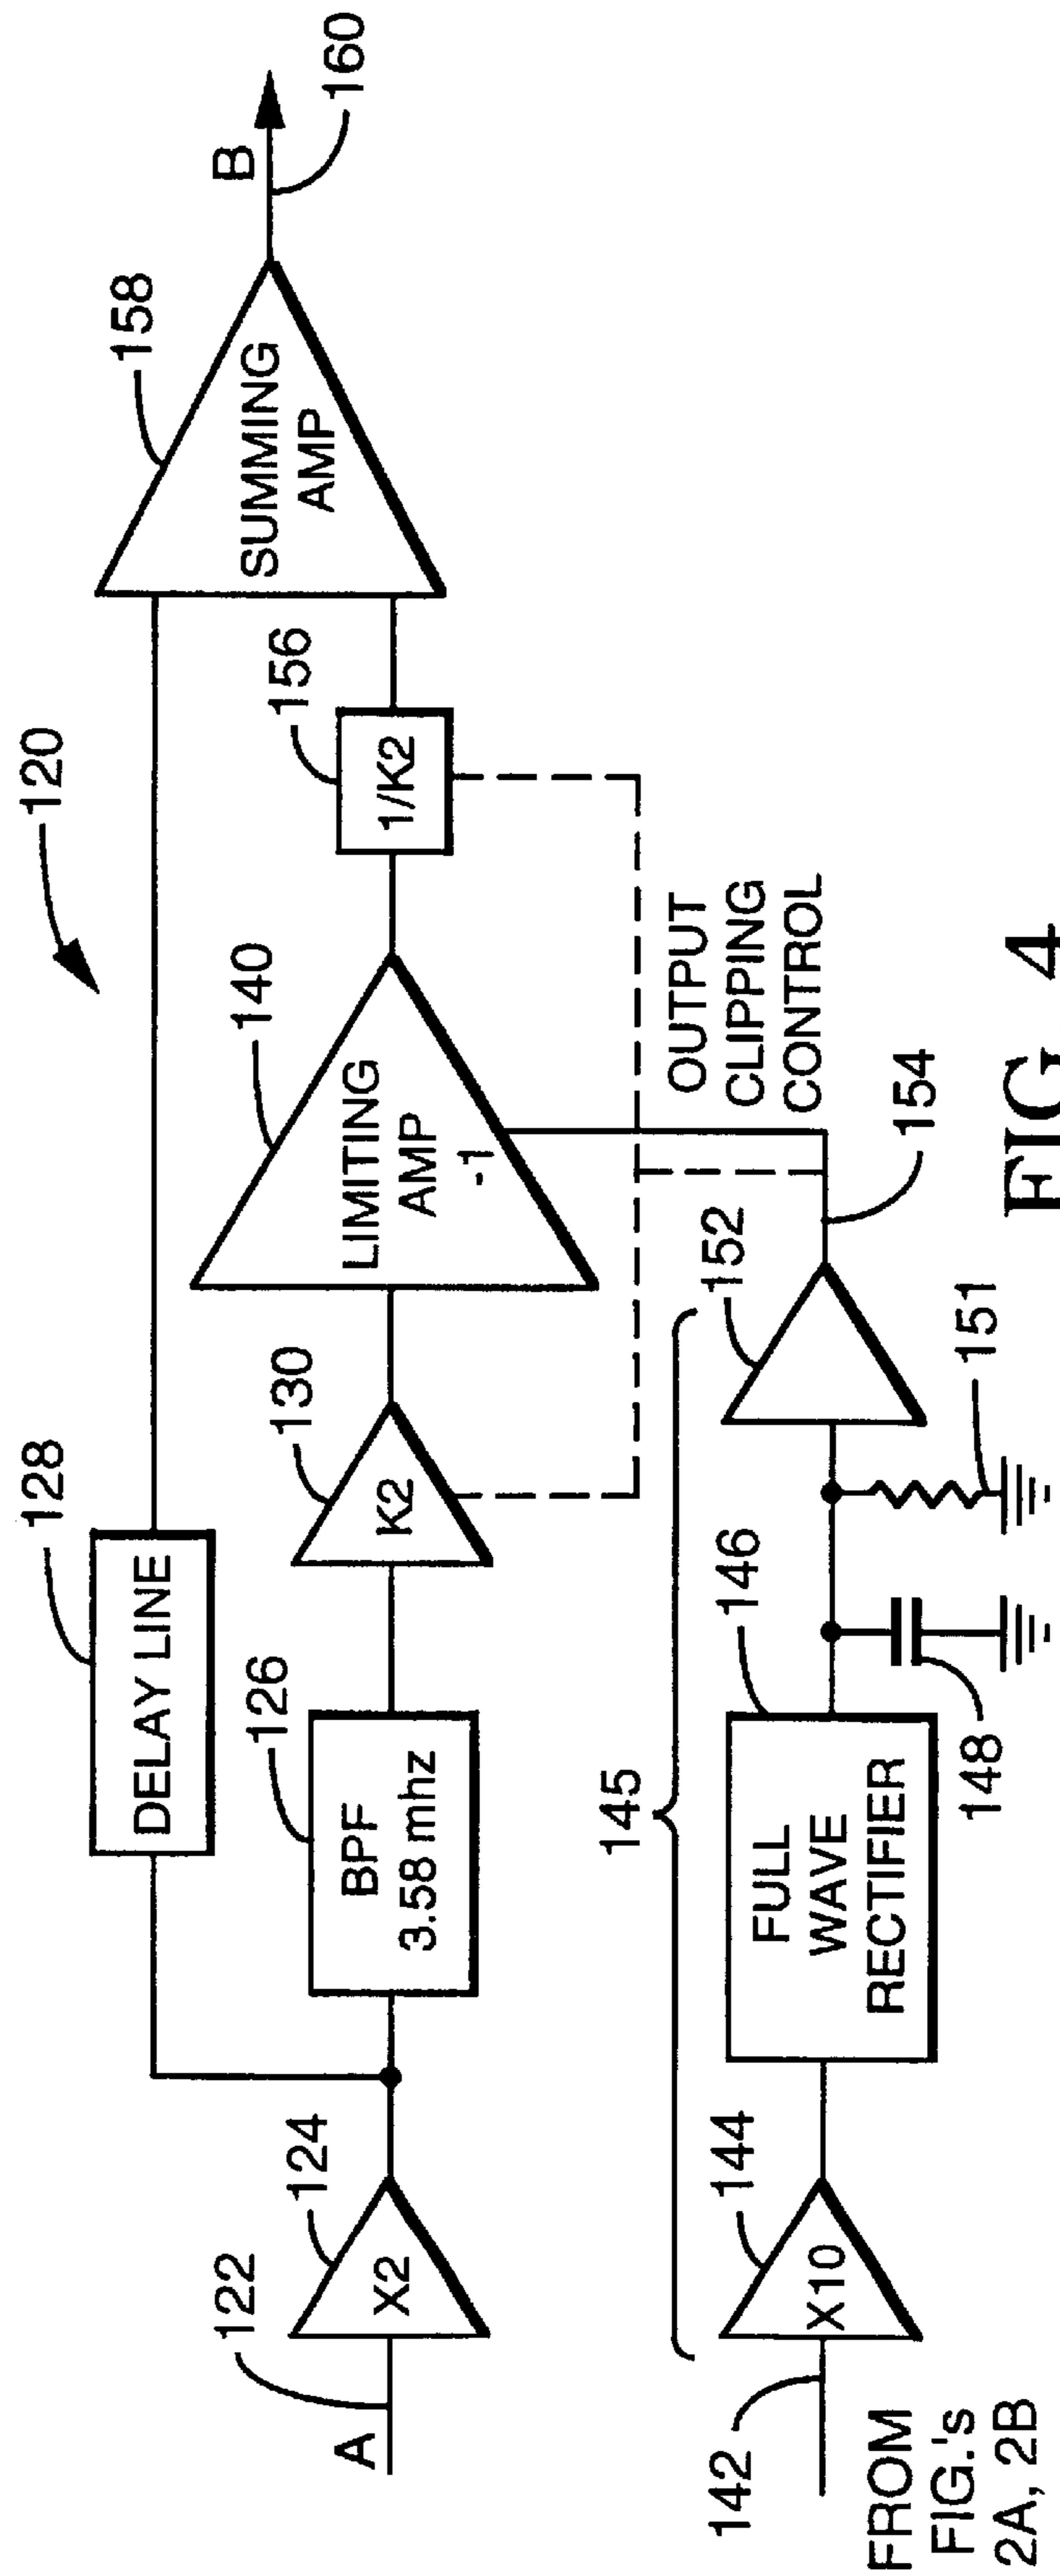 120
A
122
X2
124
DELAY LINE
128
BPF
3.58 mhz
126
K2
130
LIMITING
AMP
-1
140
1/K2
156
SUMMING
AMP
158
B
160
FROM
FIG.'s
2A, 2B
142
X10
144
145
FULL
WAVE
RECTIFIER
146
148
151
152
154
OUTPUT
CLIPPING
CONTROL
FIG 4